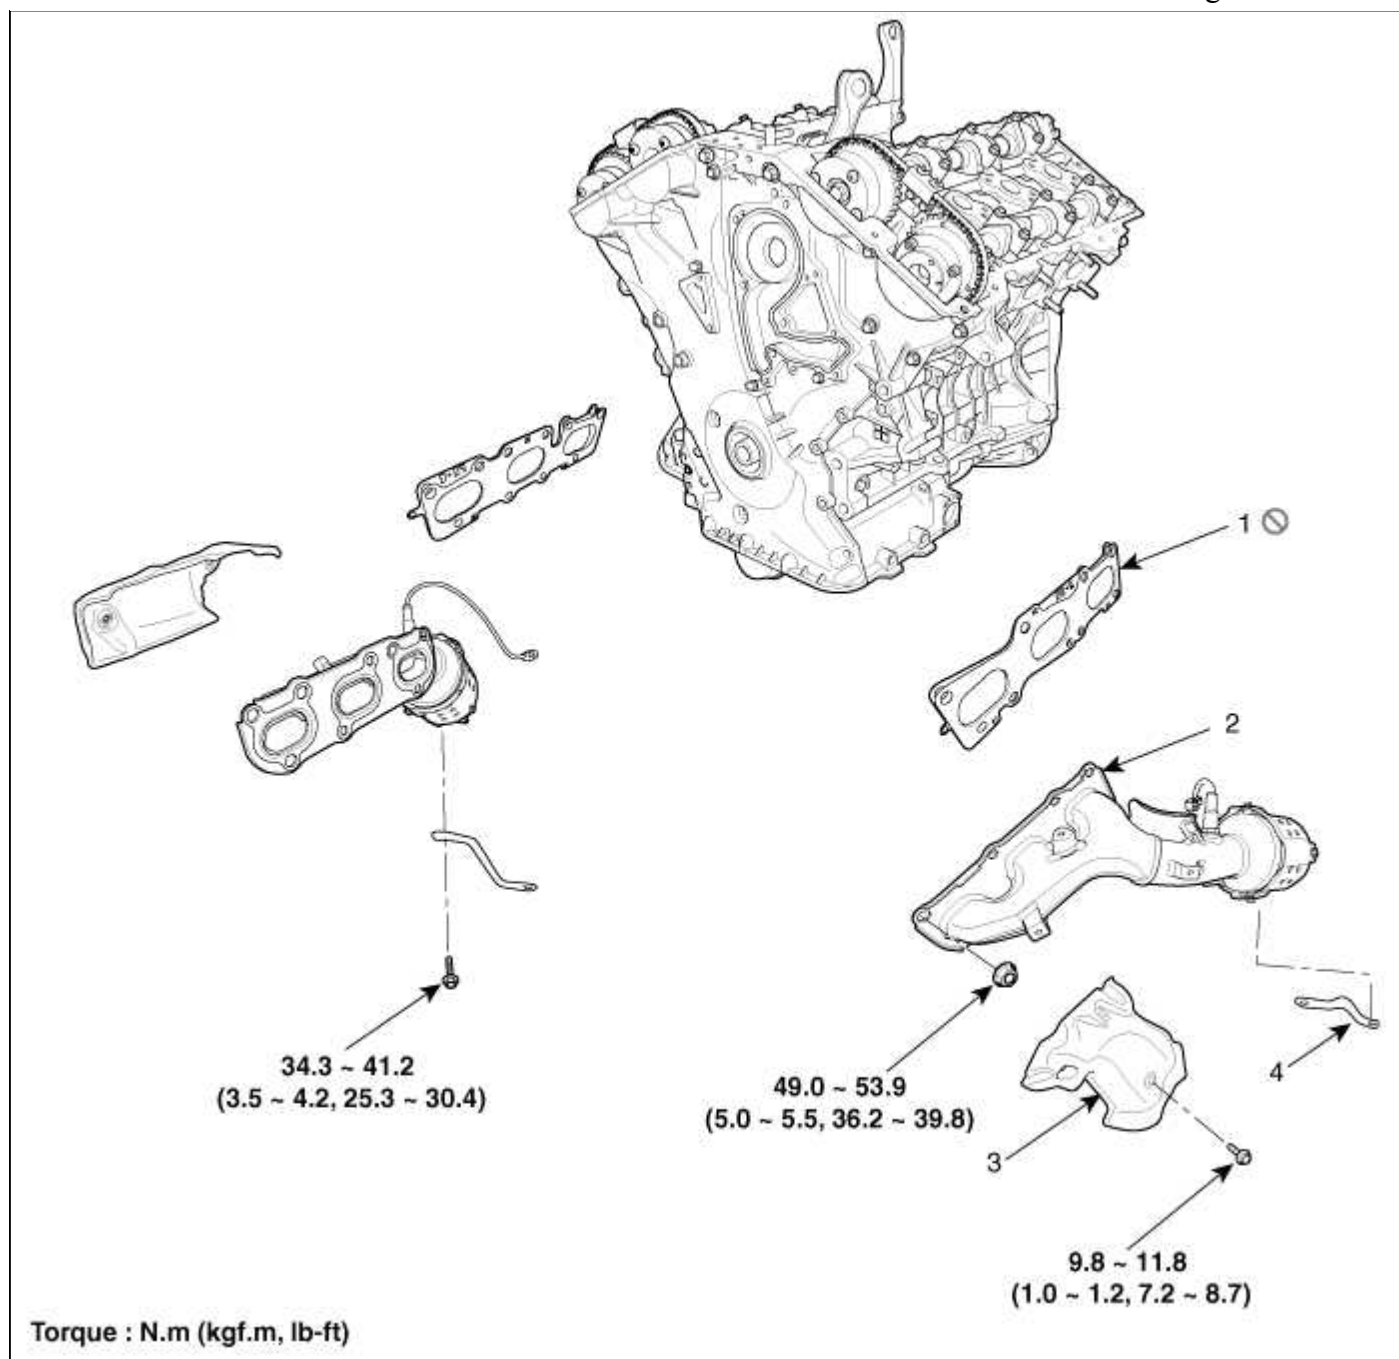 g
1
2
34.3 ~ 41.2
(3.5 ~ 4.2, 25.3 ~ 30.4)
49.0 ~ 53.9
(5.0 ~ 5.5, 36.2 ~ 39.8)
4
3
9.8 ~ 11.8
(1.0 ~ 1.2, 7.2 ~ 8.7)
Torque : N.m (kgf.m, lb-ft)